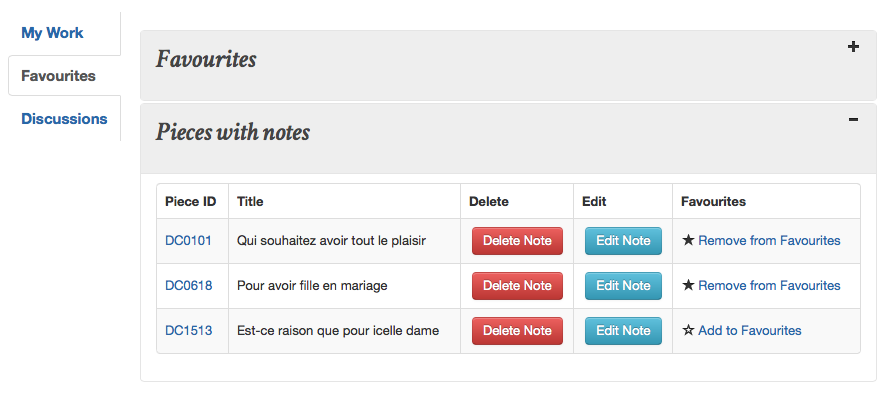 My Work
Favourites
Discussions
Favourites
Pieces with notes
Piece ID Title Delete Edit Favourites
DC0101 Qui souhaitez avoir tout le plaisir Delete Note Edit Note ★ Remove from Favourites
DC0618 Pour avoir fille en mariage Delete Note Edit Note ★ Remove from Favourites
DC1513 Est-ce raison que pour icelle dame Delete Note Edit Note ☆ Add to Favourites